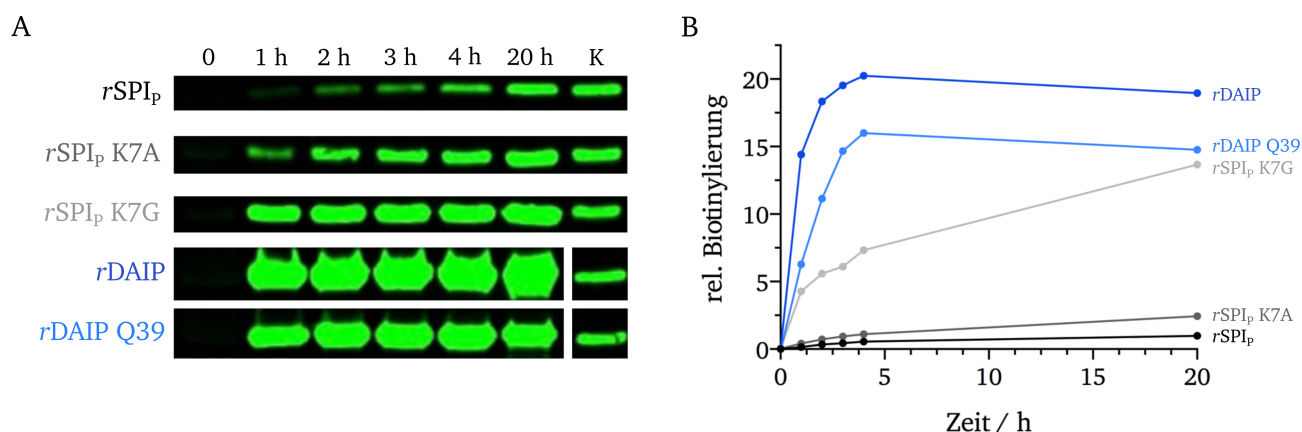 A
0 1 h 2 h 3 h 4 h 20 h K
rSPIP
rSPIP K7A
rSPIP K7G
rDAIP
rDAIP Q39
B
rel. Biotinylierung
20
15
10
5
0
0 5 10 15 20
Zeit / h
rDAIP
rDAIP Q39
rSPIP K7G
rSPIP K7A
rSPIP